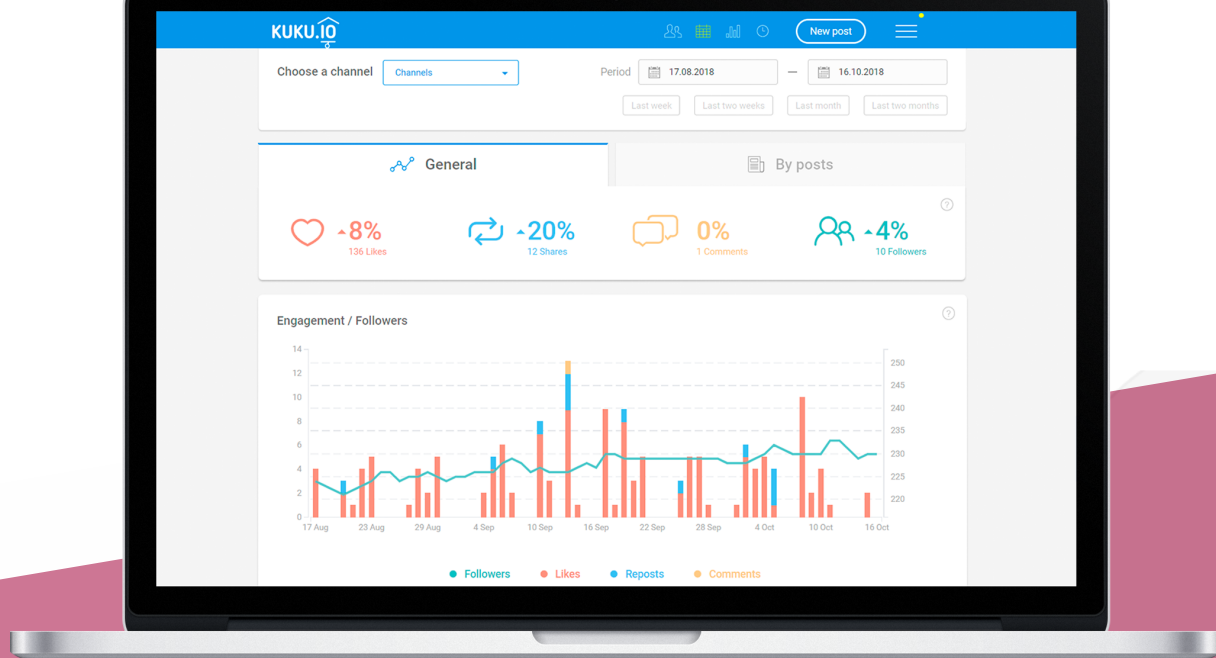 KUKU.IO
New post
Choose a channel
Channels
Period
17.08.2018
—
16.10.2018
Last week
Last two weeks
Last month
Last two months
General
By posts
?
8%
136 Likes
20%
12 Shares
0%
1 Comments
4%
10 Followers
Engagement / Followers
?
14
12
10
8
6
4
2
0
250
245
240
235
230
225
220
17 Aug
23 Aug
29 Aug
4 Sep
10 Sep
16 Sep
22 Sep
28 Sep
4 Oct
10 Oct
16 Oct
Followers
Likes
Reposts
Comments